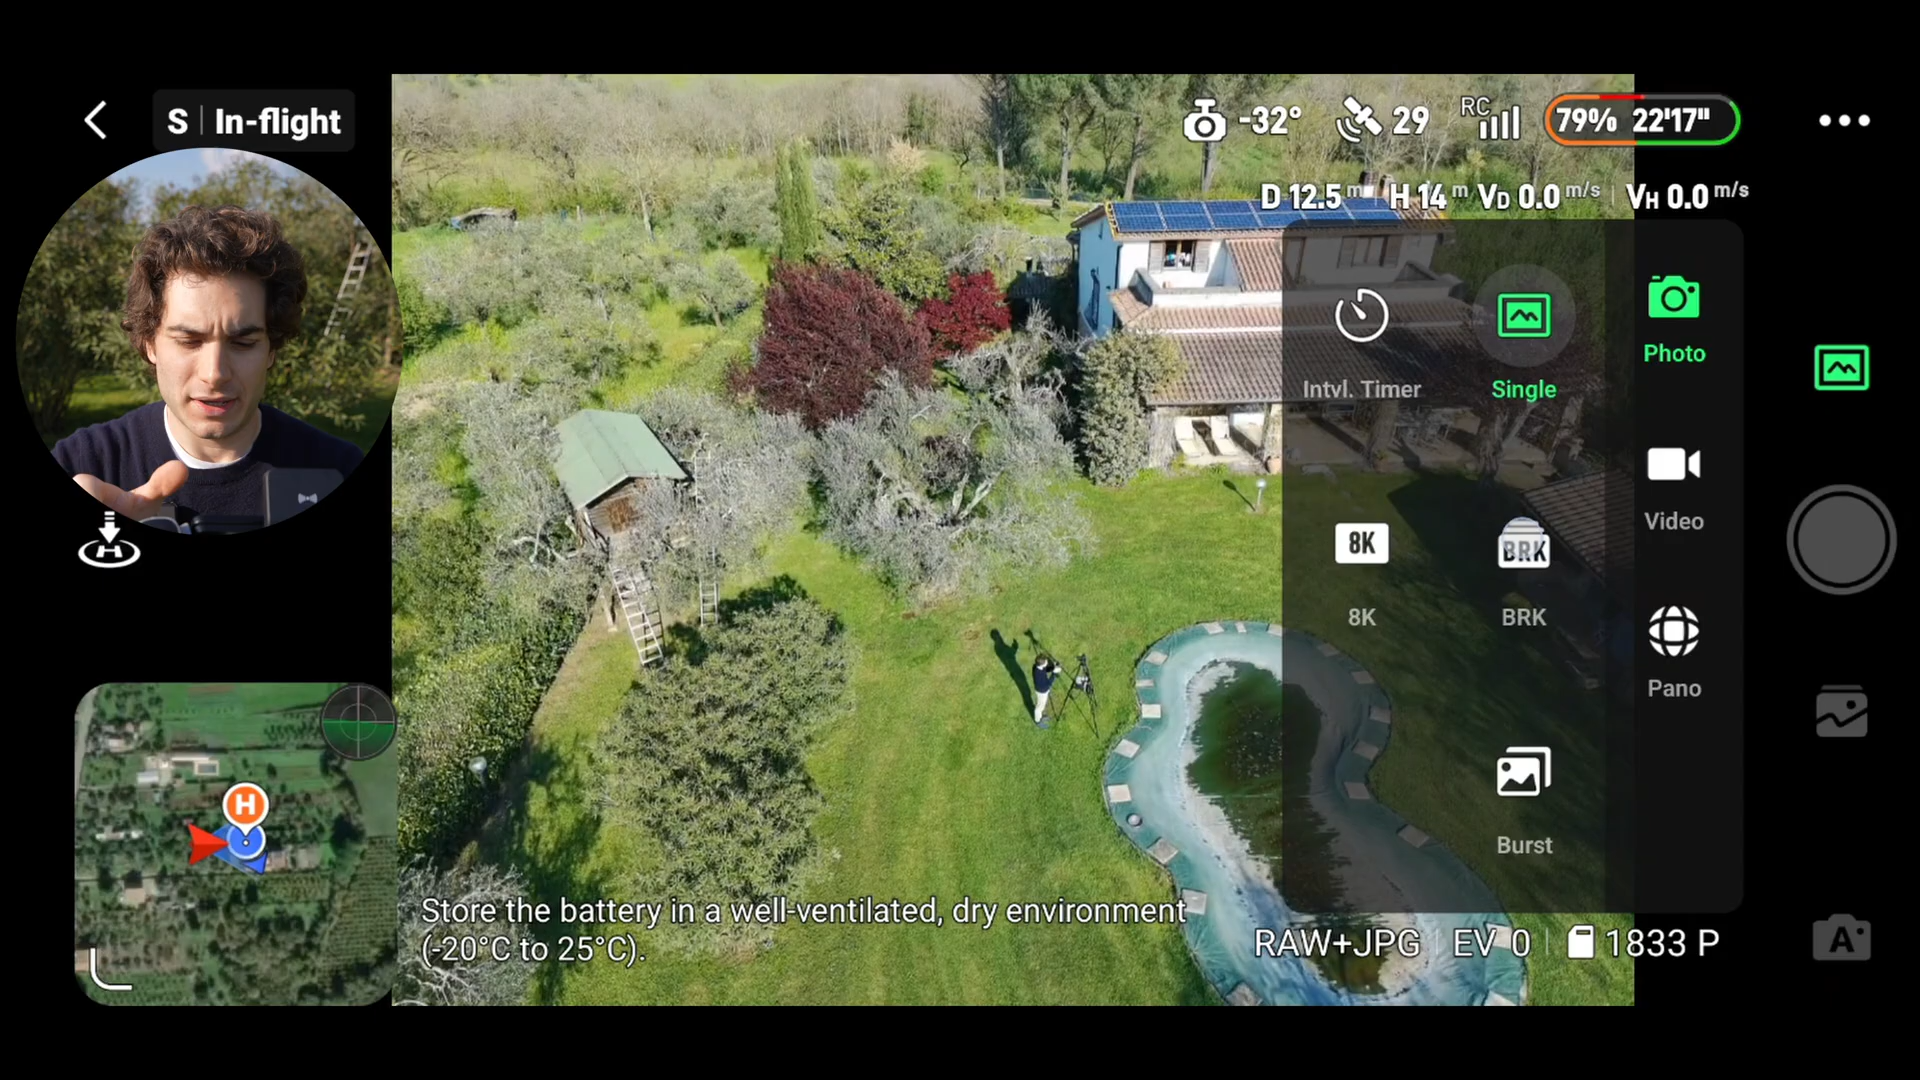 S | In-flight
-32° 29 RC 79% 22'17"
D 12.5 m H 14 m VD 0.0 m/s VH 0.0 m/s
Intvl. Timer Single Photo
8K BRK Video
8K BRK Pano
Burst
H
H
Store the battery in a well-ventilated, dry environment
(-20°C to 25°C).
RAW+JPG EV 0 1833 P
A